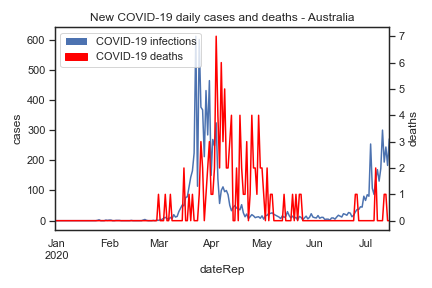 New COVID-19 daily cases and deaths - Australia
COVID-19 infections
COVID-19 deaths
600
500
400
300
200
100
0
cases
7
6
5
4
3
2
1
0
deaths
Jan Feb Mar Apr May Jun Jul
2020
dateRep